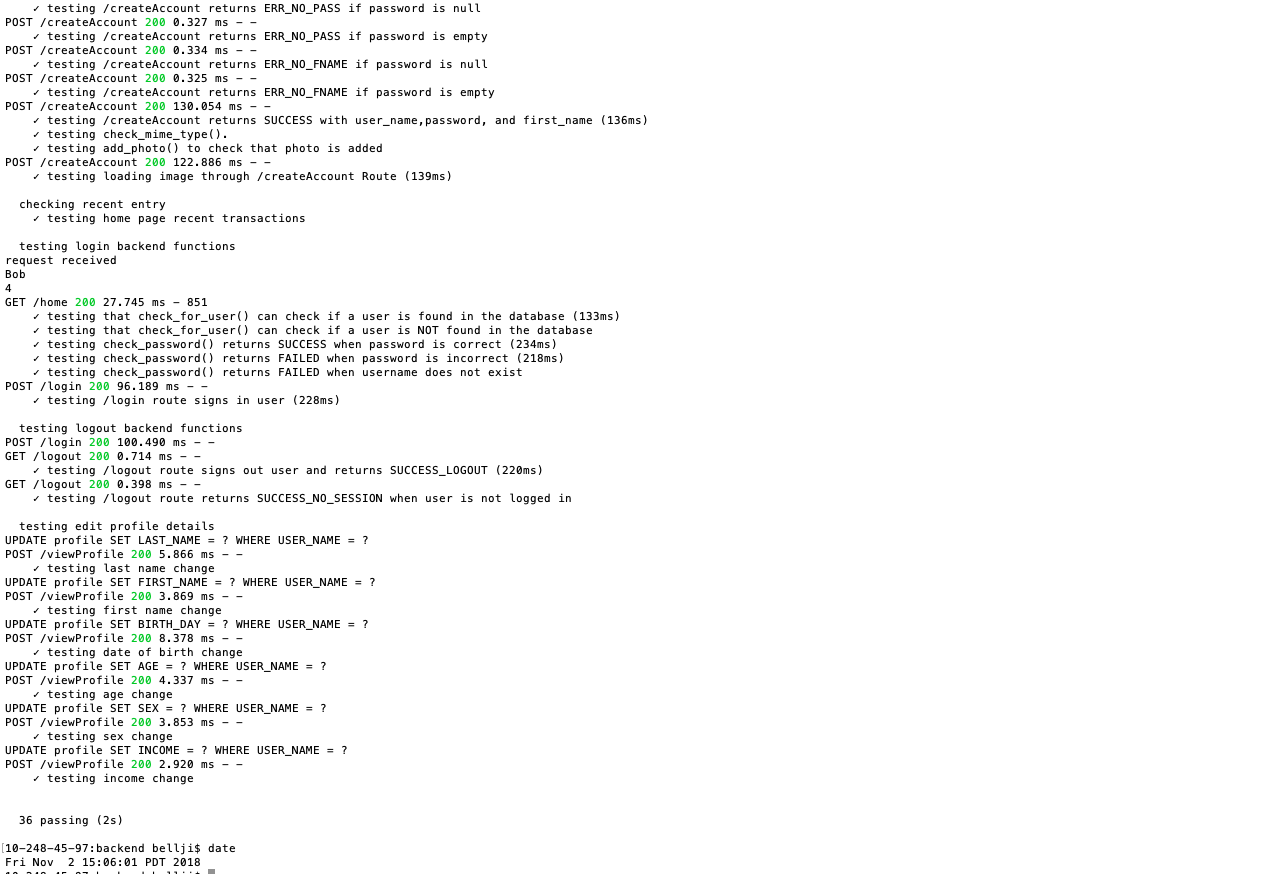 ✓ testing /createAccount returns ERR_NO_PASS if password is null
POST /createAccount 200 0.327 ms - -
✓ testing /createAccount returns ERR_NO_PASS if password is empty
POST /createAccount 200 0.334 ms - -
✓ testing /createAccount returns ERR_NO_FNAME if password is null
POST /createAccount 200 0.325 ms - -
✓ testing /createAccount returns ERR_NO_FNAME if password is empty
POST /createAccount 200 130.054 ms - -
✓ testing /createAccount returns SUCCESS with user_name,password, and first_name (136ms)
✓ testing check_mime_type().
✓ testing add_photo() to check that photo is added
POST /createAccount 200 122.886 ms - -
✓ testing loading image through /createAccount Route (139ms)
checking recent entry
✓ testing home page recent transactions
testing login backend functions
request received
Bob
4
GET /home 200 27.745 ms - 851
✓ testing that check_for_user() can check if a user is found in the database (133ms)
✓ testing that check_for_user() can check if a user is NOT found in the database
✓ testing check_password() returns SUCCESS when password is correct (234ms)
✓ testing check_password() returns FAILED when password is incorrect (218ms)
✓ testing check_password() returns FAILED when username does not exist
POST /login 200 96.189 ms - -
✓ testing /login route signs in user (228ms)
testing logout backend functions
POST /login 200 100.490 ms - -
GET /logout 200 0.714 ms - -
✓ testing /logout route signs out user and returns SUCCESS_LOGOUT (220ms)
GET /logout 200 0.398 ms - -
✓ testing /logout route returns SUCCESS_NO_SESSION when user is not logged in
testing edit profile details
UPDATE profile SET LAST_NAME = ? WHERE USER_NAME = ?
POST /viewProfile 200 5.866 ms - -
✓ testing last name change
UPDATE profile SET FIRST_NAME = ? WHERE USER_NAME = ?
POST /viewProfile 200 3.869 ms - -
✓ testing first name change
UPDATE profile SET BIRTH_DAY = ? WHERE USER_NAME = ?
POST /viewProfile 200 8.378 ms - -
✓ testing date of birth change
UPDATE profile SET AGE = ? WHERE USER_NAME = ?
POST /viewProfile 200 4.337 ms - -
✓ testing age change
UPDATE profile SET SEX = ? WHERE USER_NAME = ?
POST /viewProfile 200 3.853 ms - -
✓ testing sex change
UPDATE profile SET INCOME = ? WHERE USER_NAME = ?
POST /viewProfile 200 2.920 ms - -
✓ testing income change
36 passing (2s)
[10-248-45-97:backend bellji$ date
Fri Nov  2 15:06:01 PDT 2018
10-248-45-97:backend bellji$